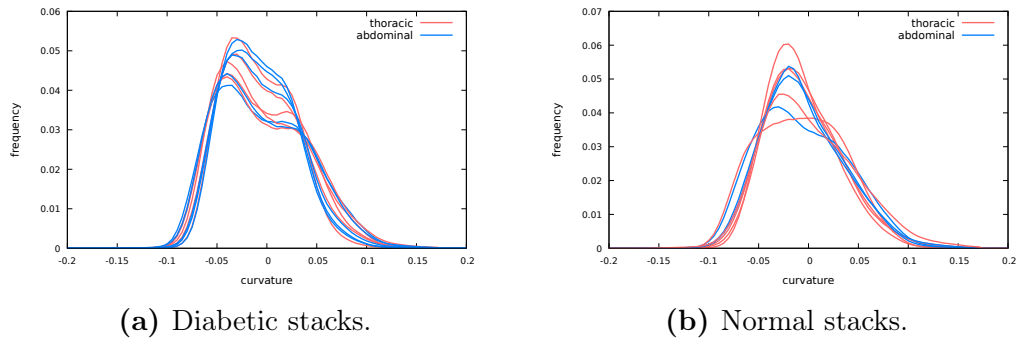 0.06
0.05
0.04
0.03
0.02
0.01
0
frequency
-0.2 -0.15 -0.1 -0.05 0 0.05 0.1 0.15 0.2
curvature
thoracic
abdominal
(a) Diabetic stacks.
0.07
0.06
0.05
0.04
0.03
0.02
0.01
0
frequency
-0.2 -0.15 -0.1 -0.05 0 0.05 0.1 0.15 0.2
curvature
thoracic
abdominal
(b) Normal stacks.